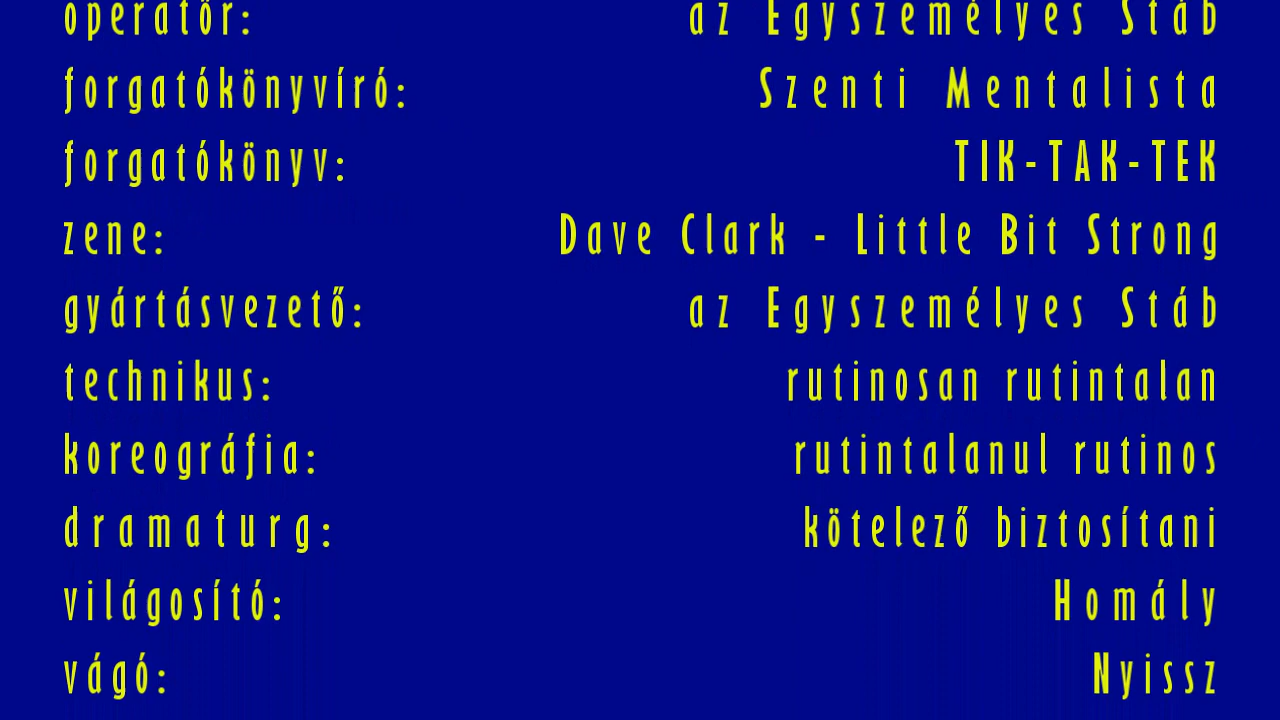 operatőr: az Egyszemélyes Stáb
forgatókönyvíró: Szenti Mentalista
forgatókönyv: TIK-TAK-TEK
zene: Dave Clark - Little Bit Strong
gyártásvezető: az Egyszemélyes Stáb
technikus: rutinosan rutintalan
koreográfia: rutintalanul rutinos
dramaturg: kötelező biztosítani
világosító: Homály
vágó: Nyissz